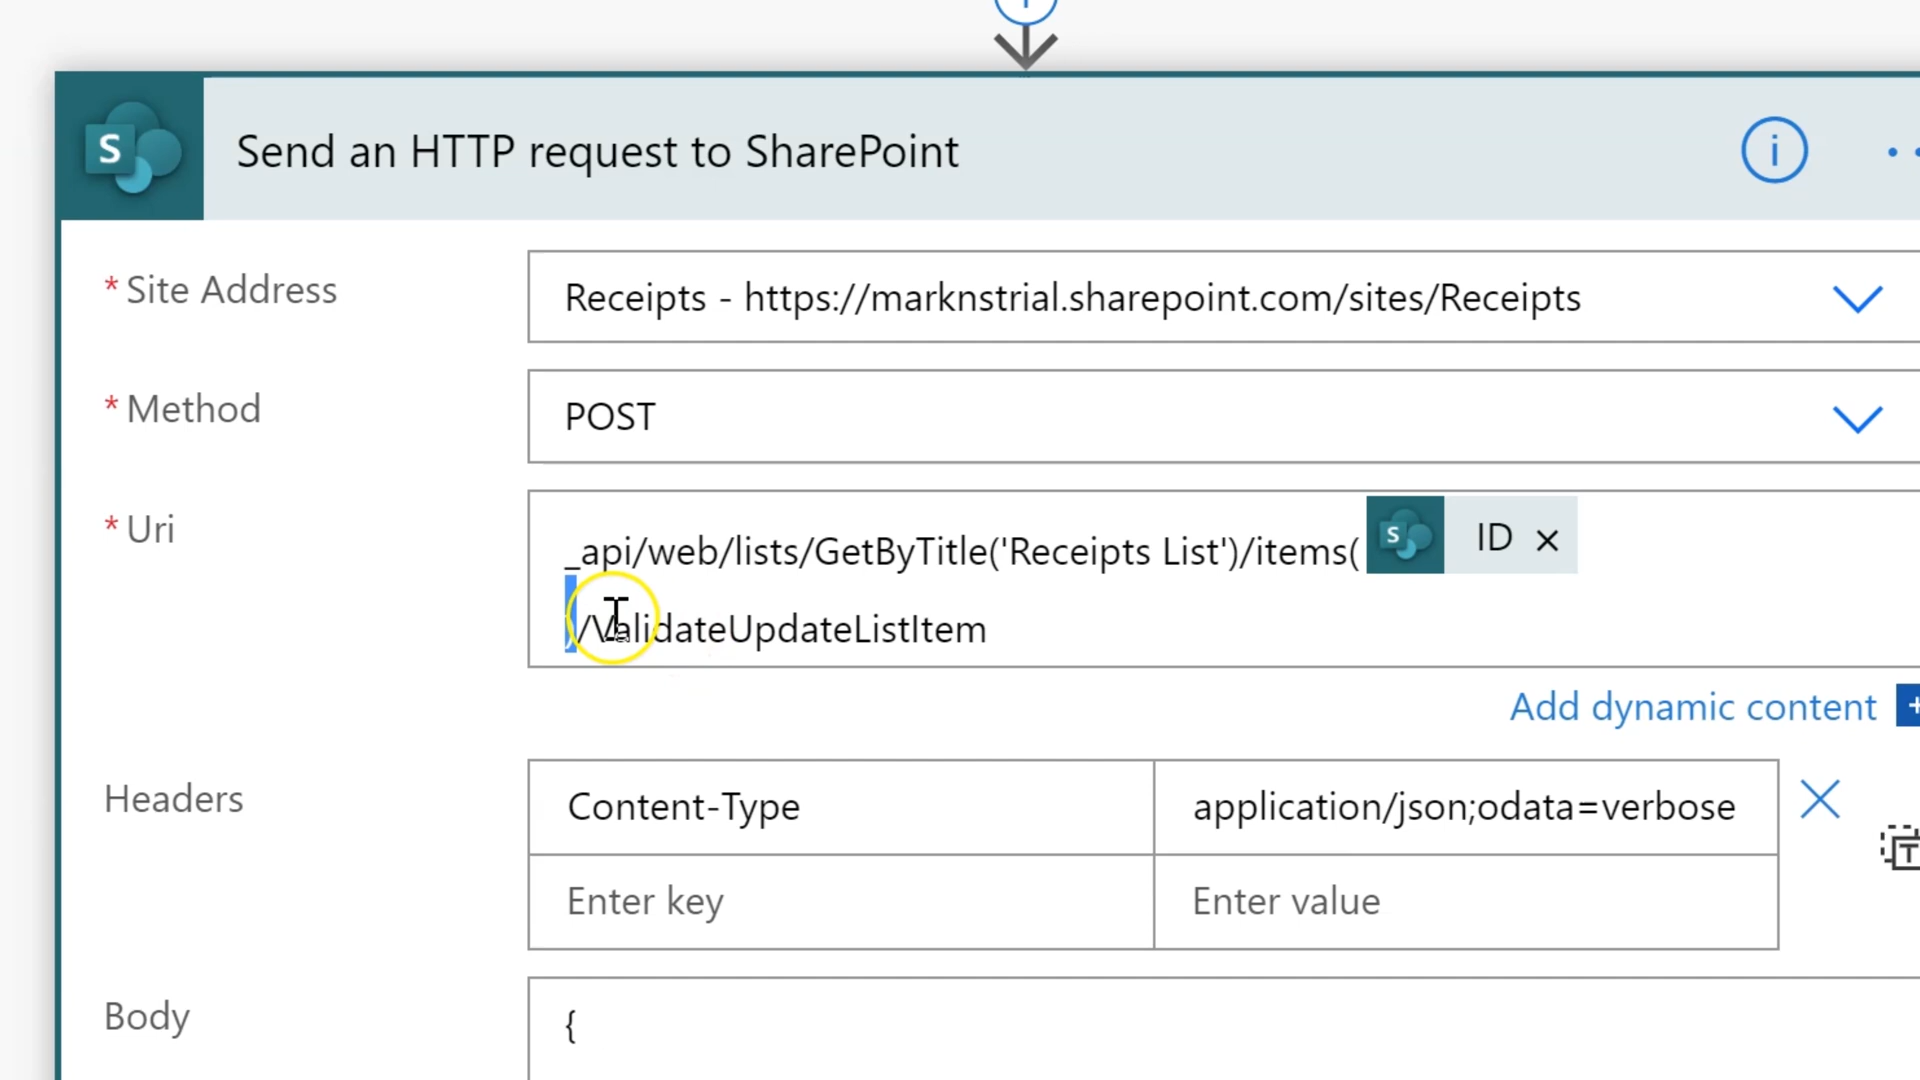 S Send an HTTP request to SharePoint
* Site Address
Receipts - https://marknstrial.sharepoint.com/sites/Receipts
* Method
POST
* Uri
_api/web/lists/GetByTitle('Receipts List')/items( S ID ×
)/ValidateUpdateListItem
Add dynamic content +
Headers
Content-Type application/json;odata=verbose
Enter key Enter value
Body
{